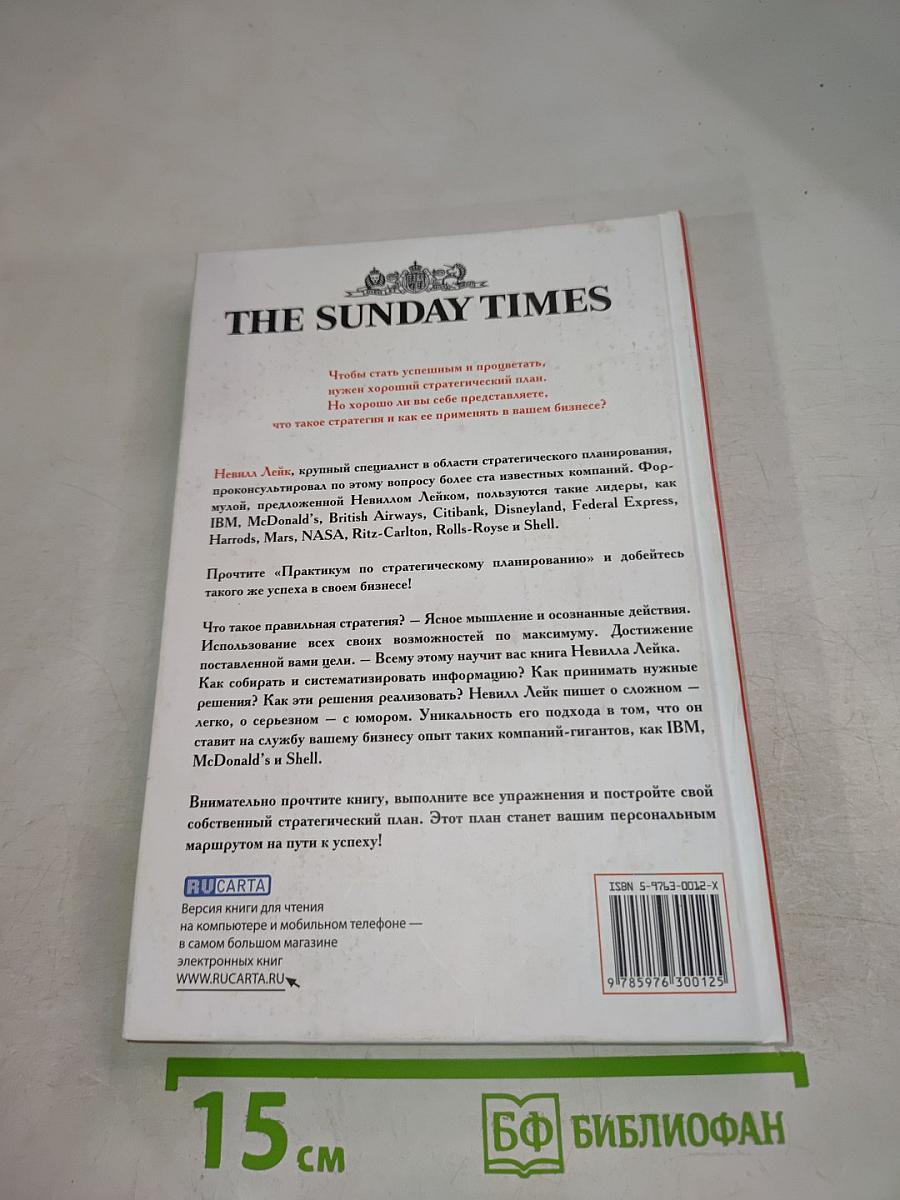 THE SUNDAY TIMES
Чтобы стать успешным и процветать,
нужен хороший стратегический план.
Но хорошо ли вы себе представляете,
что такое стратегия и как ее применять в вашем бизнесе?
Невилл Лейк, крупный специалист в области стратегического планирования,
проконсультировал по этому вопросу более ста известных компаний. Фор-
мулой, предложенной Невиллом Лейком, пользуются такие лидеры, как
IBM, McDonald's, British Airways, Citibank, Disneyland, Federal Express,
Harrods, Mars, NASA, Ritz-Carlton, Rolls-Royse и Shell.
Прочтите «Практикум по стратегическому планированию» и добейтесь
такого же успеха в своем бизнесе!
Что такое правильная стратегия? — Ясное мышление и осознанные действия.
Использование всех своих возможностей по максимуму. Достижение
поставленной вами цели. — Всему этому научит вас книга Невилла Лейка.
Как собирать и систематизировать информацию? Как принимать нужные
решения? Как эти решения реализовать? Невилл Лейк пишет о сложном —
легко, о серьезном — с юмором. Уникальность его подхода в том, что он
ставит на службу вашему бизнесу опыт таких компаний-гигантов, как IBM,
McDonald's и Shell.
Внимательно прочтите книгу, выполните все упражнения и постройте свой
собственный стратегический план. Этот план станет вашим персональным
маршрутом на пути к успеху!
RUCARTA
Версия книги для чтения
на компьютере и мобильном телефоне —
в самом большом магазине
электронных книг
WWW.RUCARTA.RU
ISBN 5-9763-0012-X
9 785976 300125
15 см
БФ БИБЛИОФАН